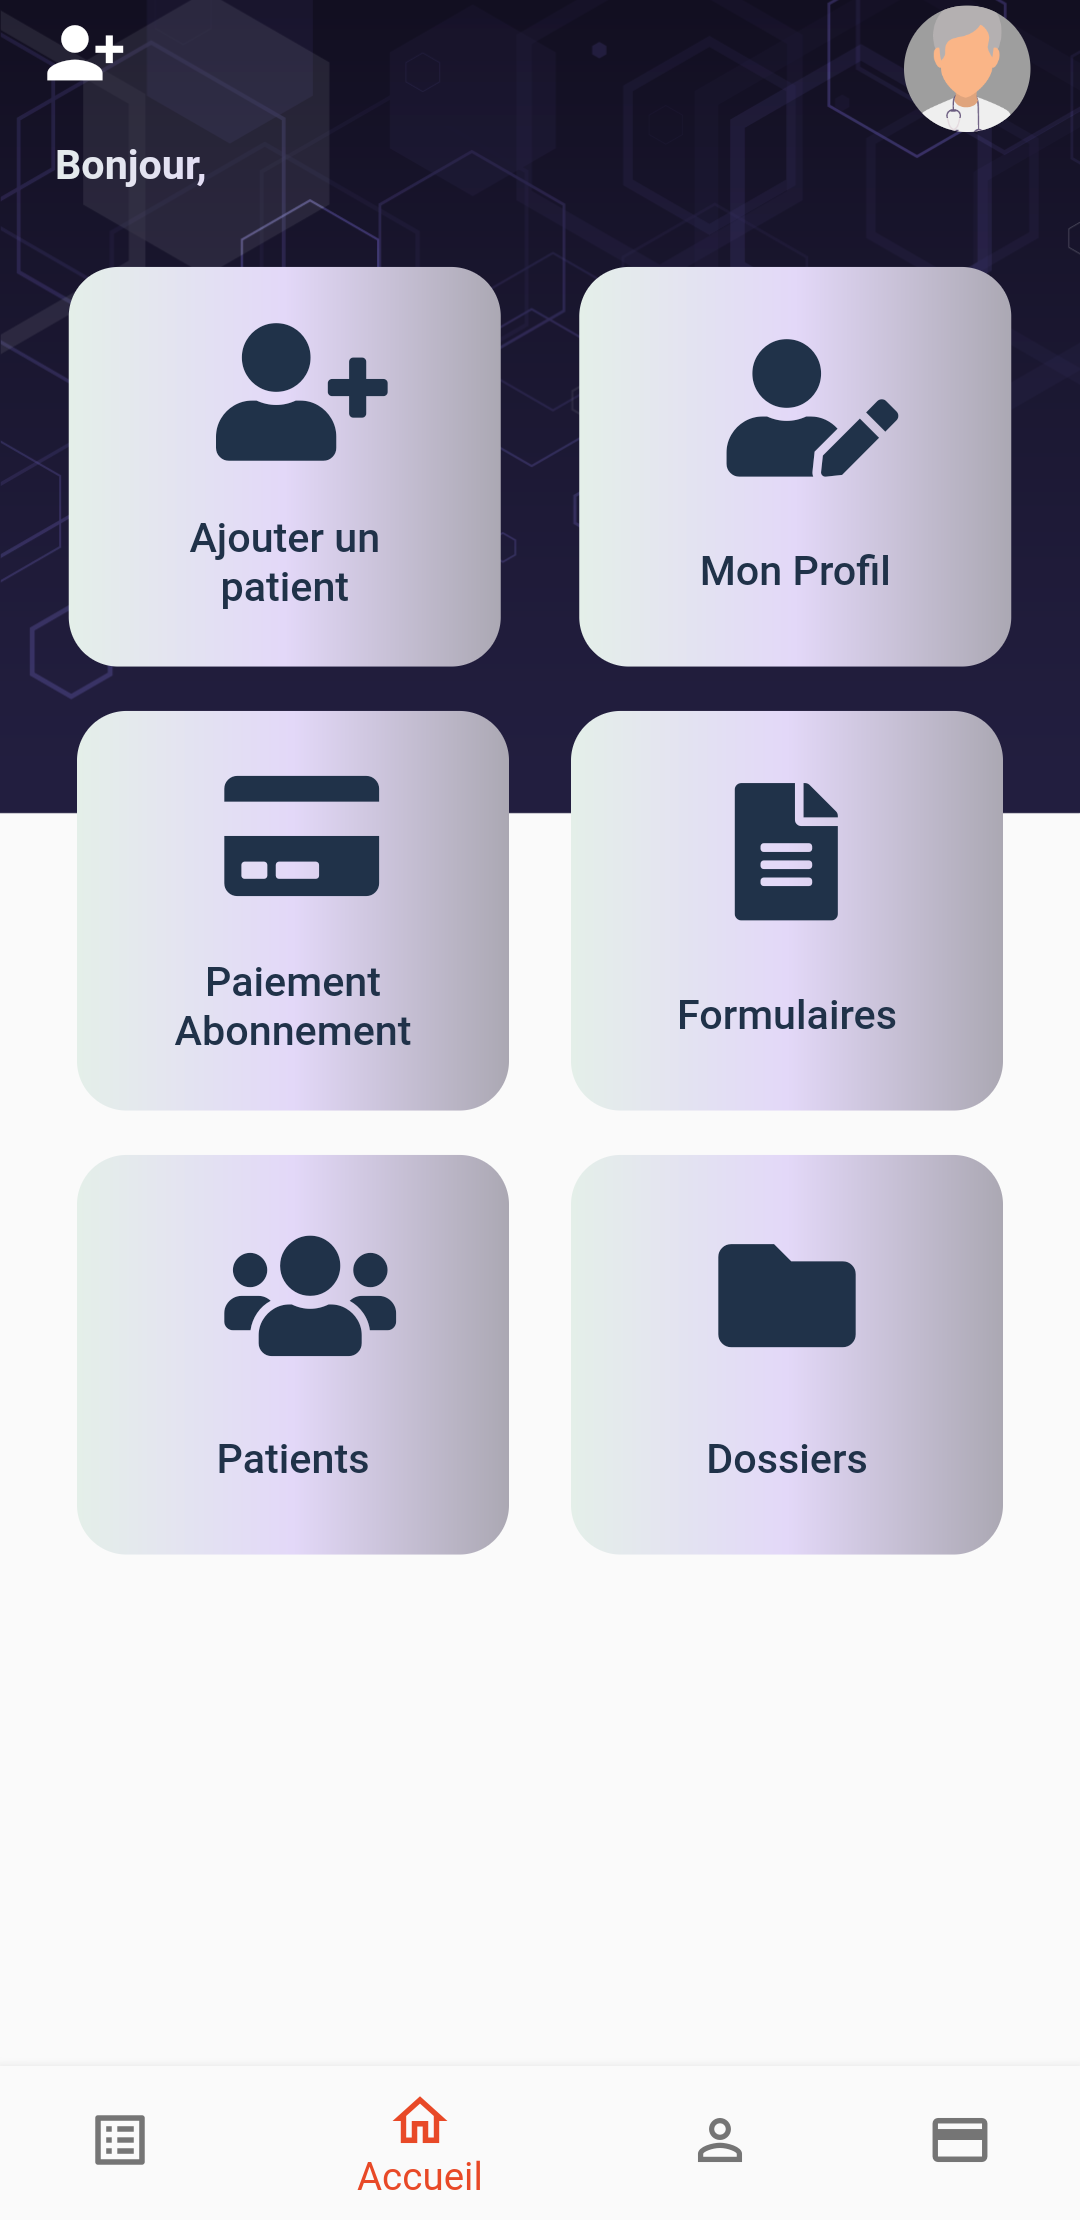 Bonjour,
Ajouter un
patient
Mon Profil
Paiement
Abonnement
Formulaires
Patients
Dossiers
Accueil